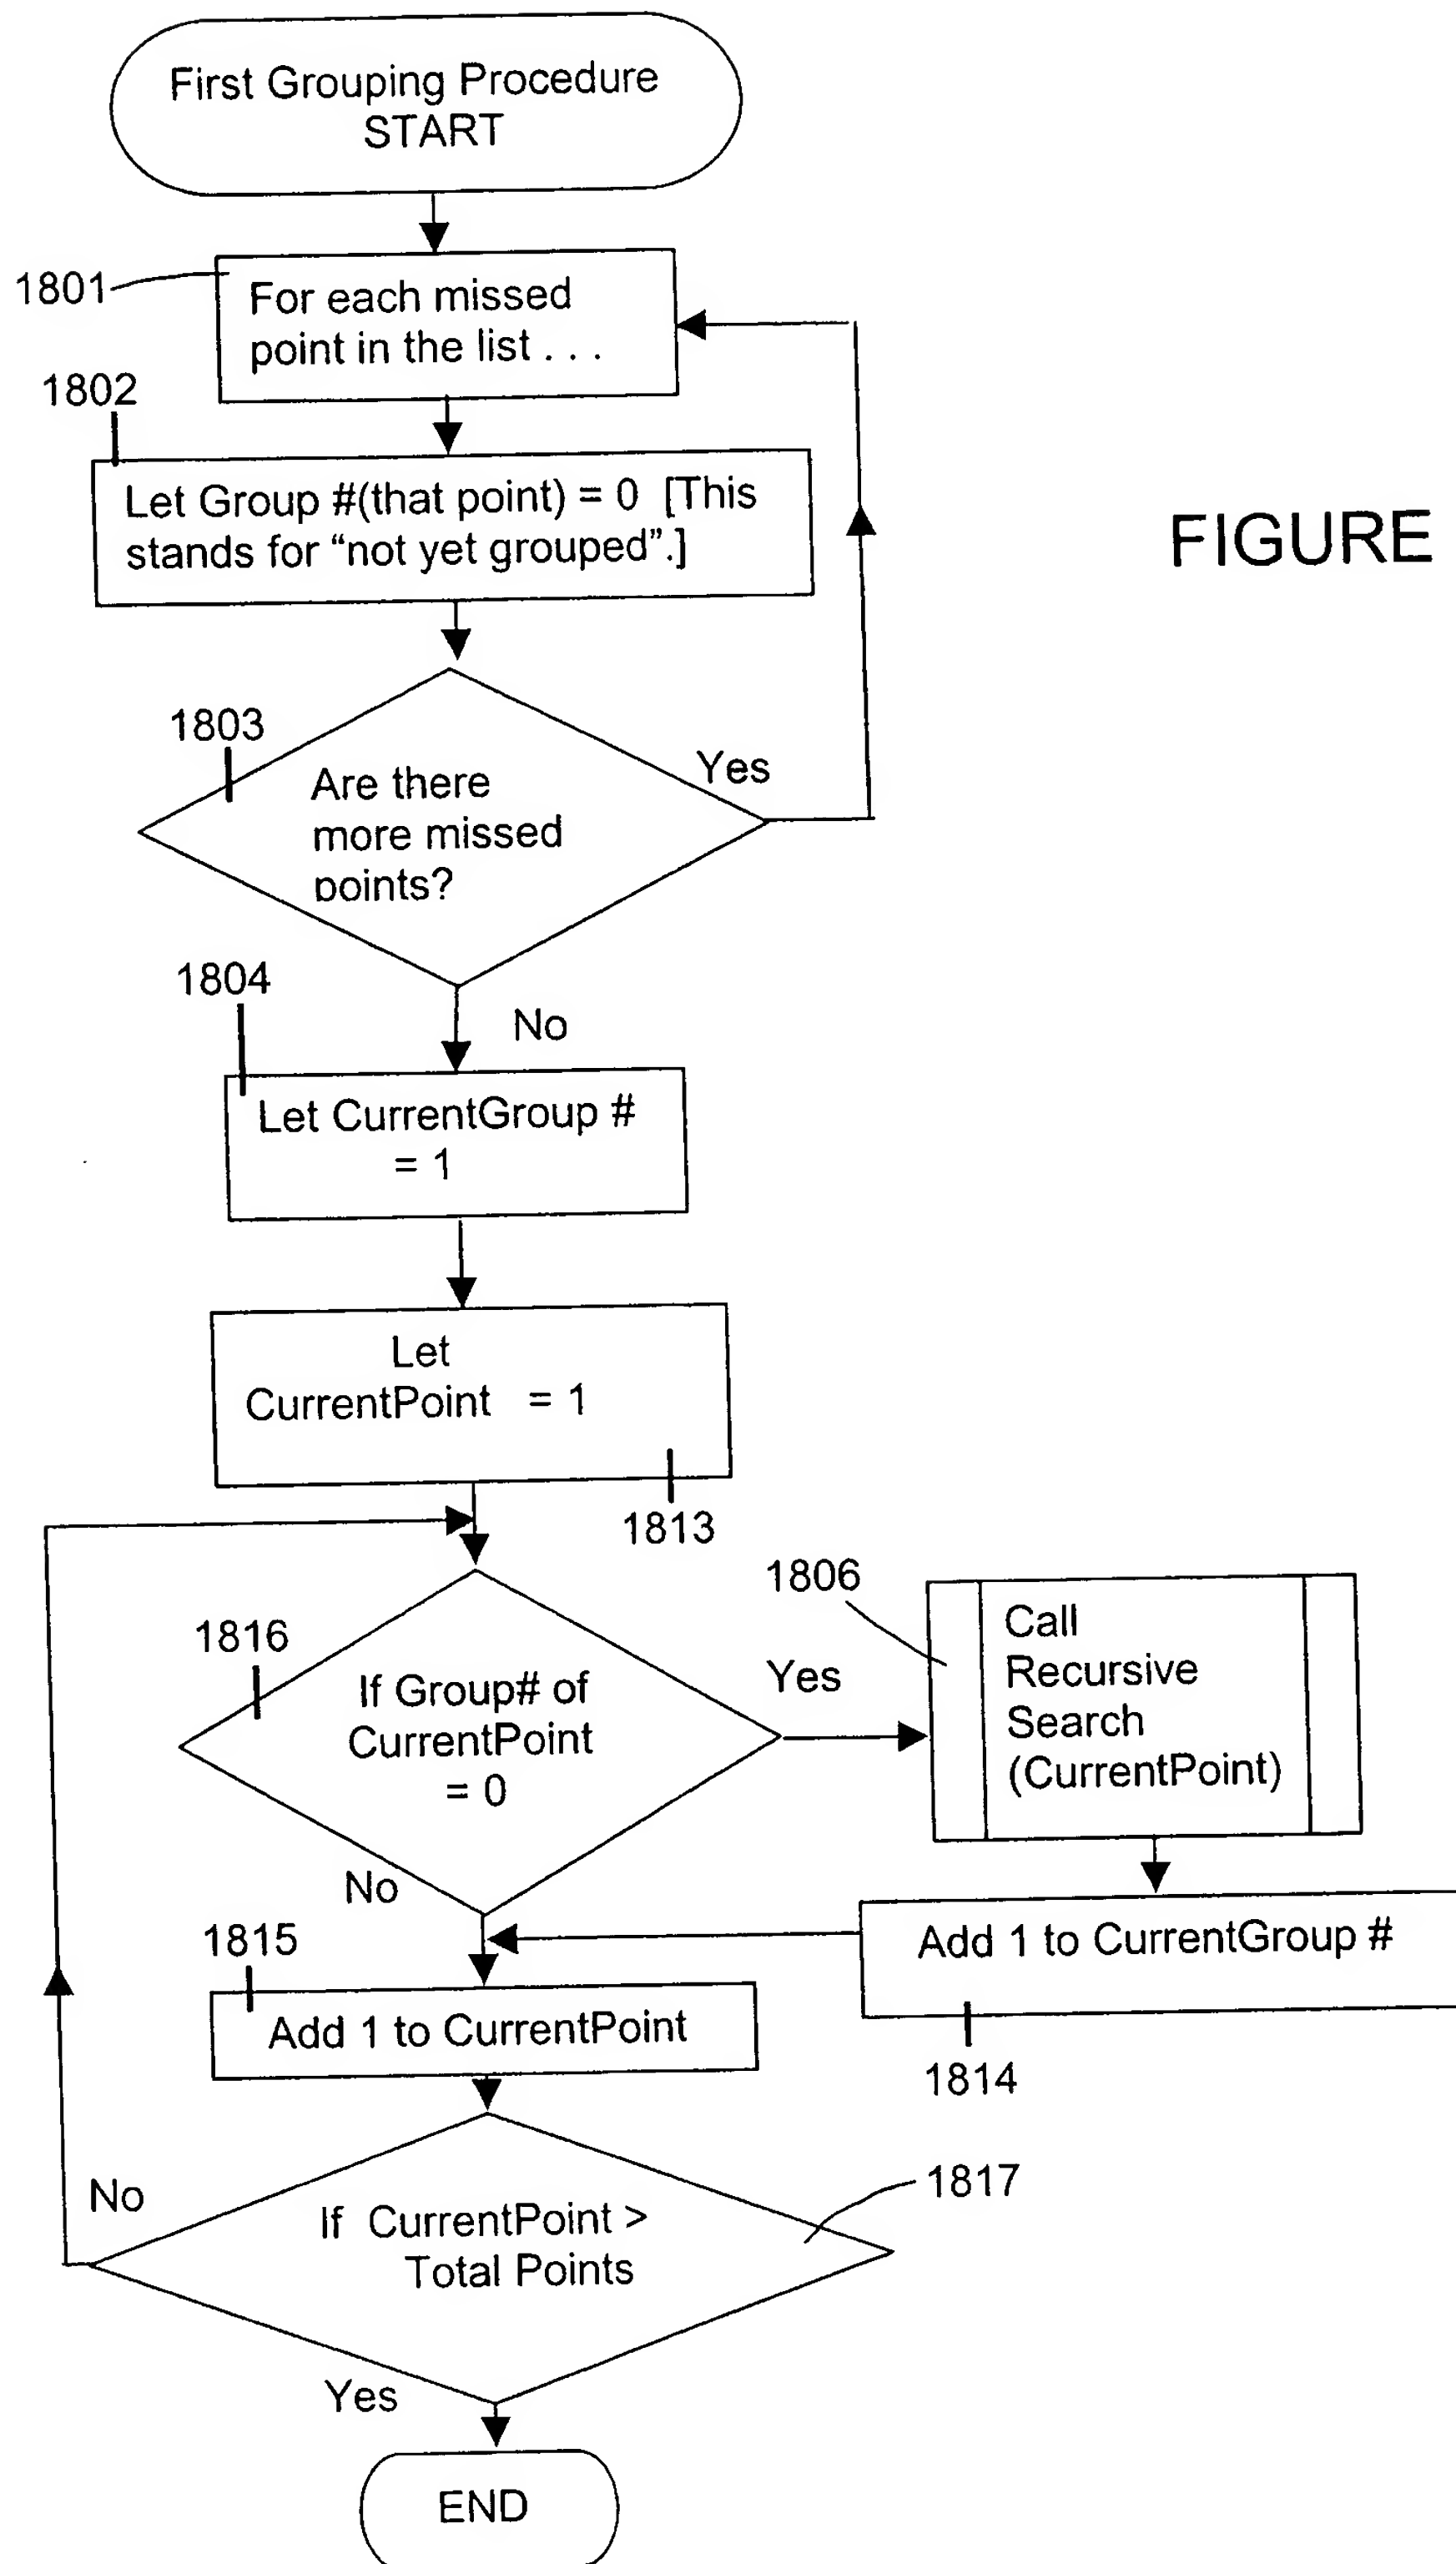 First Grouping Procedure
START
1801
For each missed
point in the list . . .
1802
Let Group #(that point) = 0 [This
stands for “not yet grouped”.]
FIGURE
1803
Are there
more missed
points?
Yes
1804
No
Let CurrentGroup #
= 1
Let
CurrentPoint = 1
1813
1806
Call
Recursive
Search
(CurrentPoint)
1816
If Group# of
CurrentPoint
= 0
Yes
No
1815
Add 1 to CurrentGroup #
Add 1 to CurrentPoint
1814
No
1817
If CurrentPoint >
Total Points
Yes
END